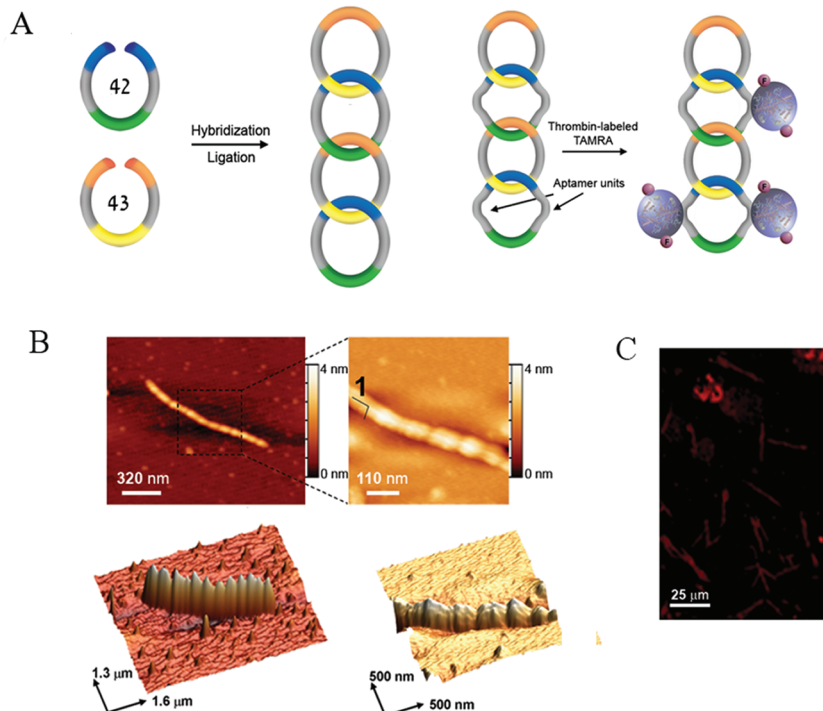 A
42
43
Hybridization
Ligation
Thrombin-labeled
TAMRA
Aptamer units
F
F
F
F
F
F
B
4 nm
0 nm
320 nm
1
4 nm
0 nm
110 nm
1.3 μm
1.6 μm
500 nm
500 nm
C
25 μm